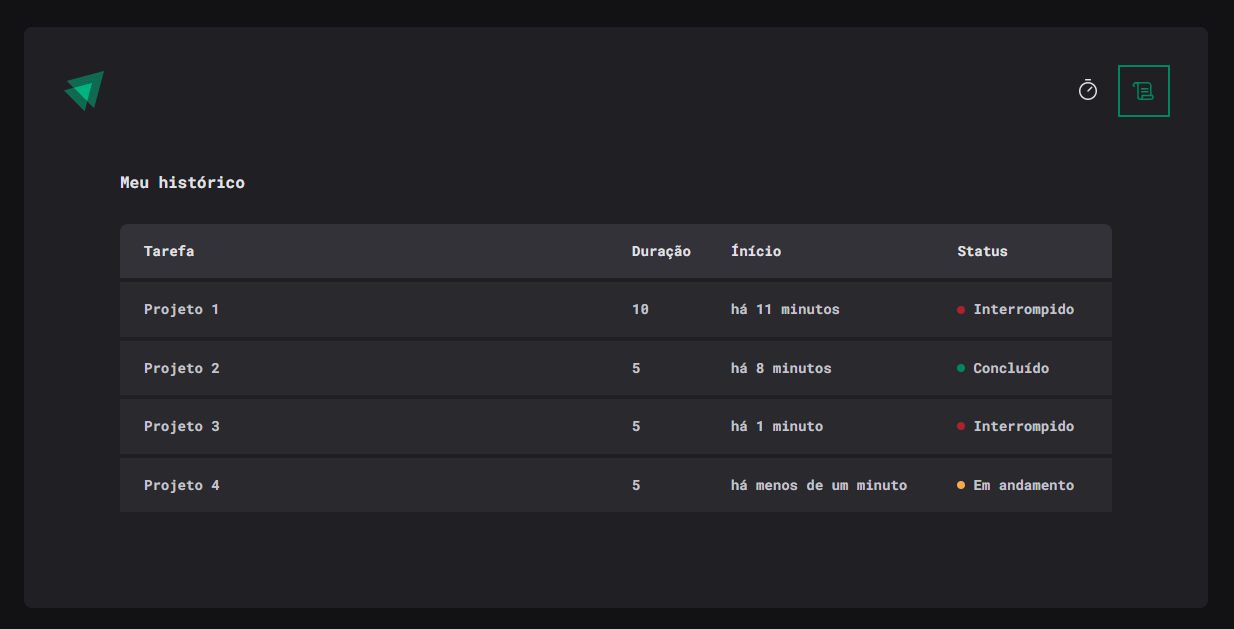 Meu histórico
Tarefa Duração Ínício Status
Projeto 1 10 há 11 minutos Interrompido
Projeto 2 5 há 8 minutos Concluído
Projeto 3 5 há 1 minuto Interrompido
Projeto 4 5 há menos de um minuto Em andamento